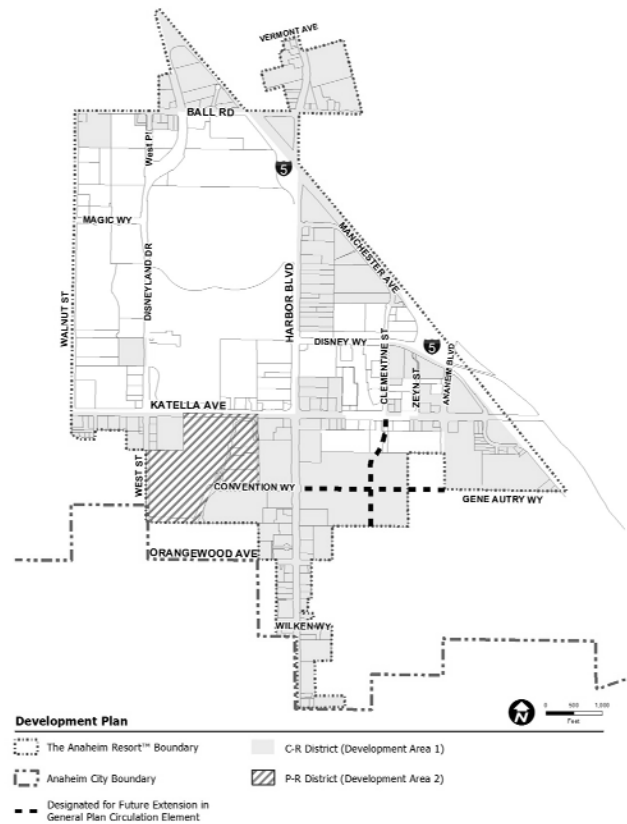 VERMONT AVE
BALL RD
West Pl
5
MAGIC WY
MANCHESTER AVE
WALNUT ST
DISNEYLAND DR
HARBOR BLVD
DISNEY WY
CLEMENTINE ST
5
ZEYN ST
ANAHEIM BLVD
KATELLA AVE
WEST ST
CONVENTION WY
GENE AUTRY WY
ORANGEWOOD AVE
WILKEN WY
N
0 500 1,000
Feet
Development Plan
The Anaheim Resort™ Boundary
C-R District (Development Area 1)
Anaheim City Boundary
P-R District (Development Area 2)
Designated for Future Extension in
General Plan Circulation Element